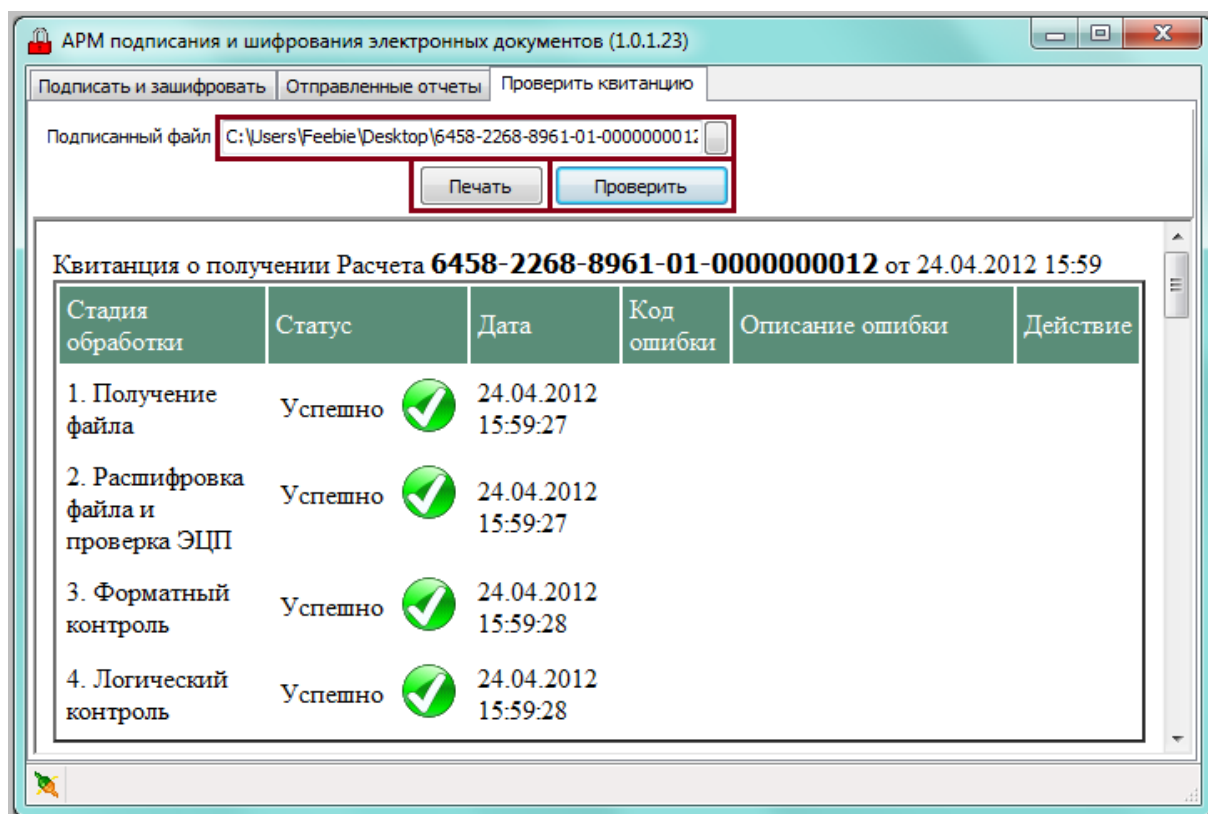 АРМ подписания и шифрования электронных документов (1.0.1.23)
Подписать и зашифровать Отправленные отчеты Проверить квитанцию
Подписанный файл C:\Users\Feebie\Desktop\6458-2268-8961-01-0000000012
Печать Проверить
Квитанция о получении Расчета 6458-2268-8961-01-0000000012 от 24.04.2012 15:59
Стадия обработки Статус Дата Код ошибки Описание ошибки Действие
1. Получение файла Успешно 24.04.2012 15:59:27
2. Расшифровка файла и проверка ЭЦП Успешно 24.04.2012 15:59:27
3. Форматный контроль Успешно 24.04.2012 15:59:28
4. Логический контроль Успешно 24.04.2012 15:59:28